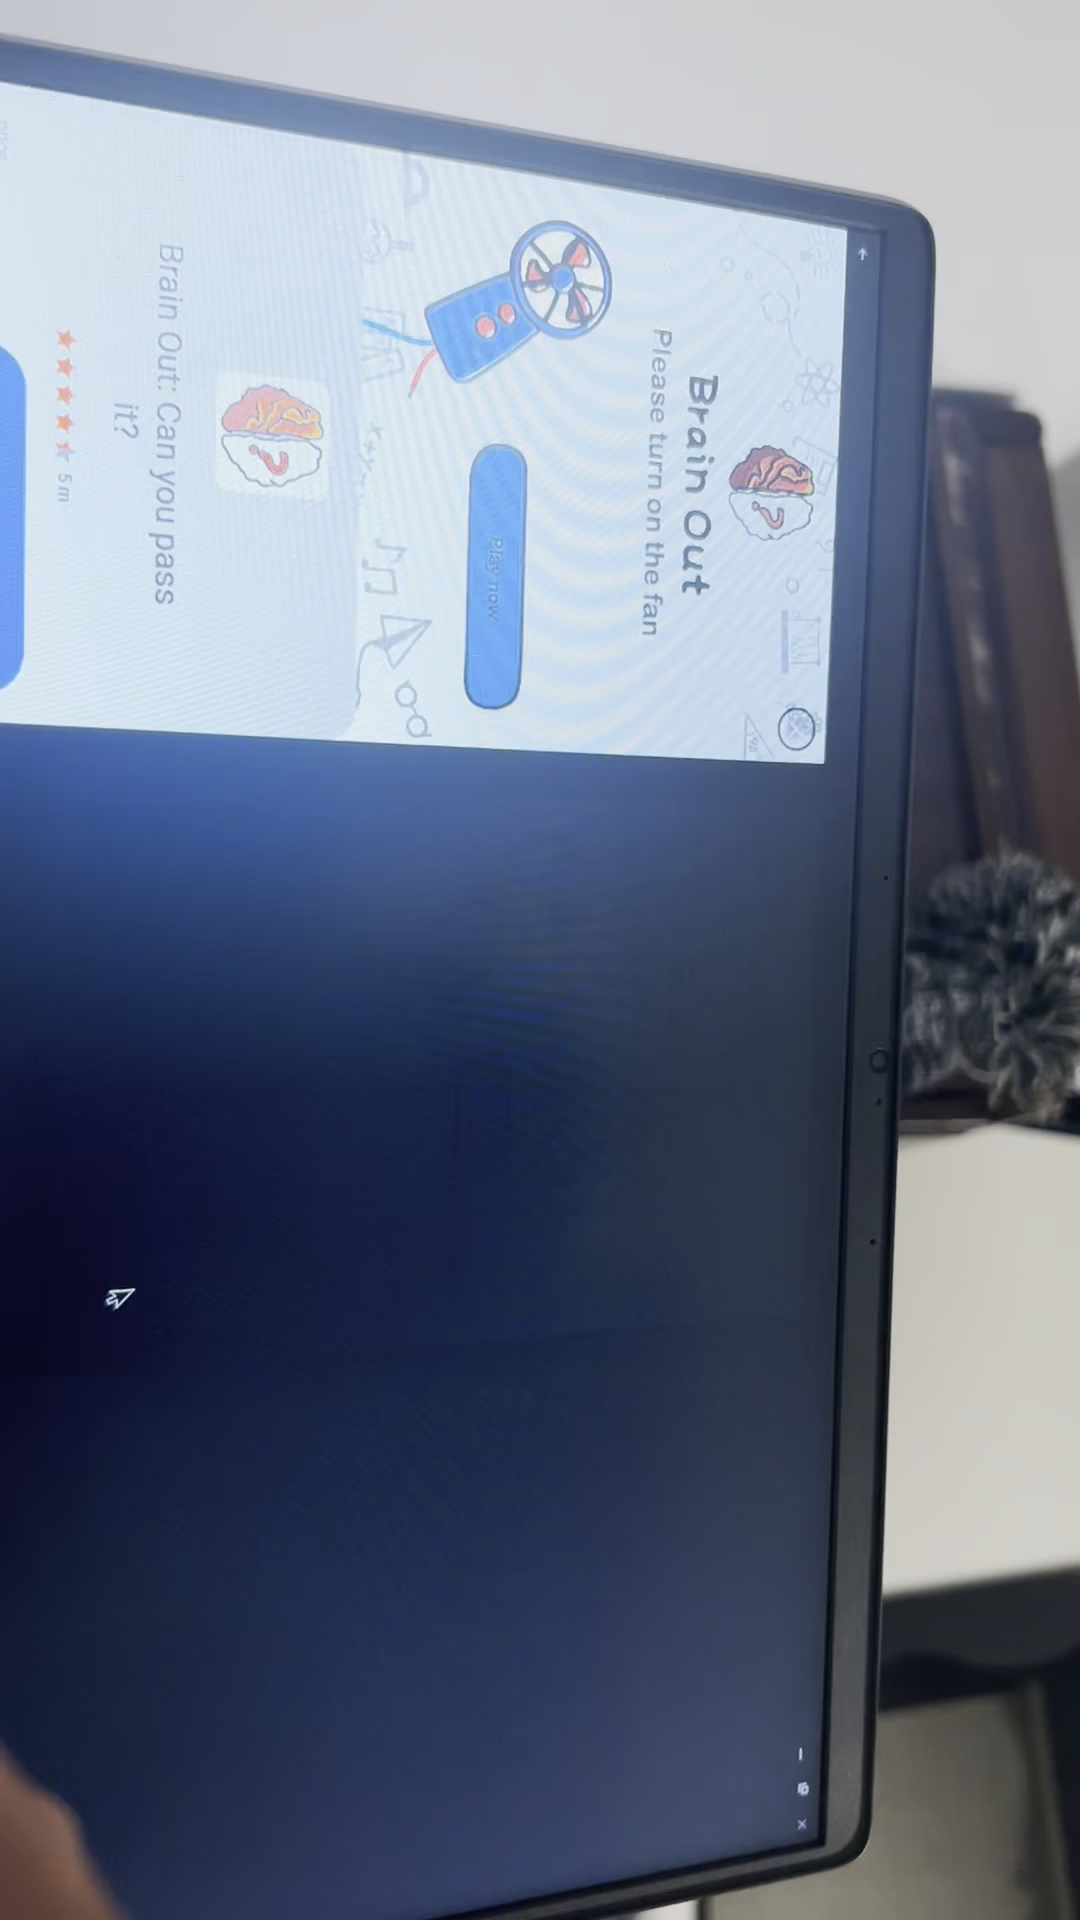 Brain Out
Please turn on the fan
Play now
Brain Out: Can you pass
it?
5 m